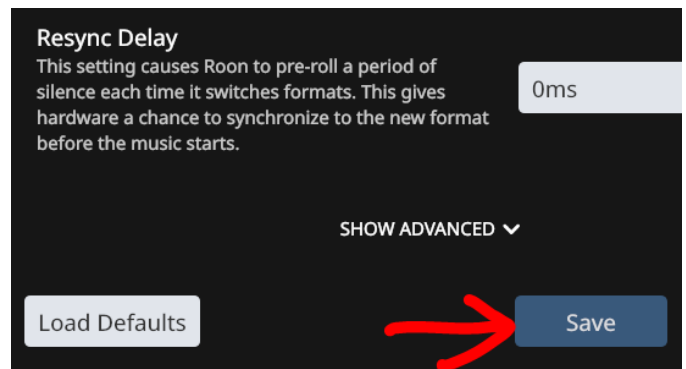 Resync Delay
This setting causes Roon to pre-roll a period of
silence each time it switches formats. This gives
hardware a chance to synchronize to the new format
before the music starts.
0ms
SHOW ADVANCED
Load Defaults
Save